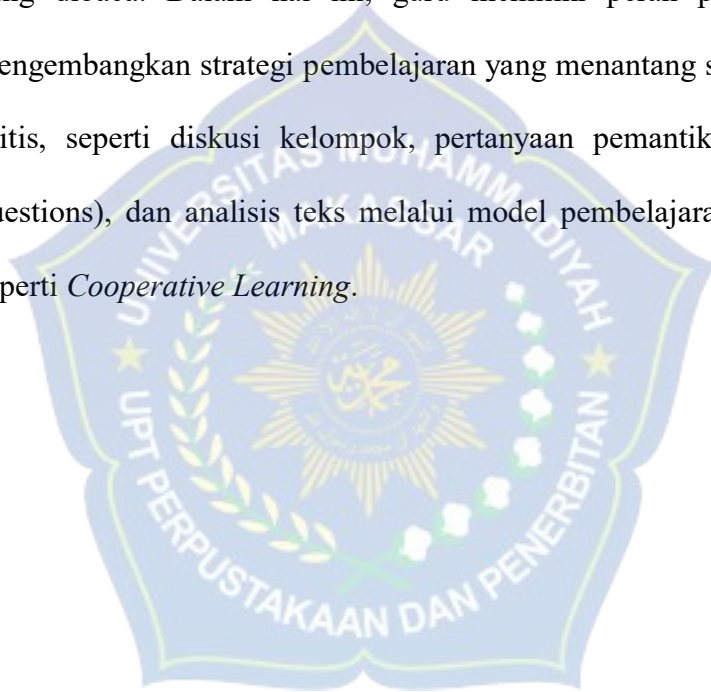 engembangkan strategi pembelajaran yang menantang s
itis, seperti diskusi kelompok, pertanyaan pemantik
uestions), dan analisis teks melalui model pembelajara
perti Cooperative Learning.
UNIVERSITAS MUHAMMADIYAH
MAKASSAR
UPT PERPUSTAKAAN DAN PENERBITAN